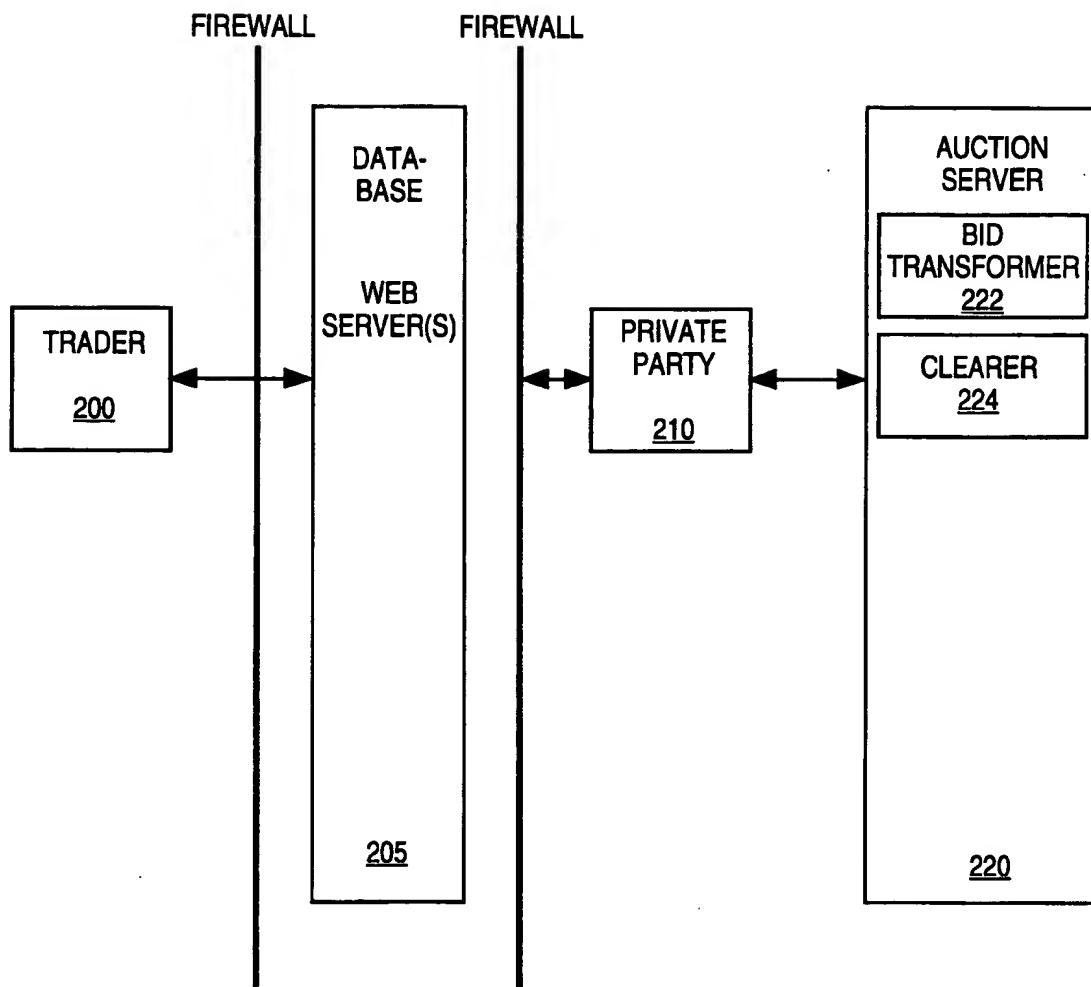 FIREWALL
FIREWALL
TRADER
200
DATA-
BASE
WEB
SERVER(S)
205
PRIVATE
PARTY
210
AUCTION
SERVER
BID
TRANSFORMER
222
CLEARER
224
220